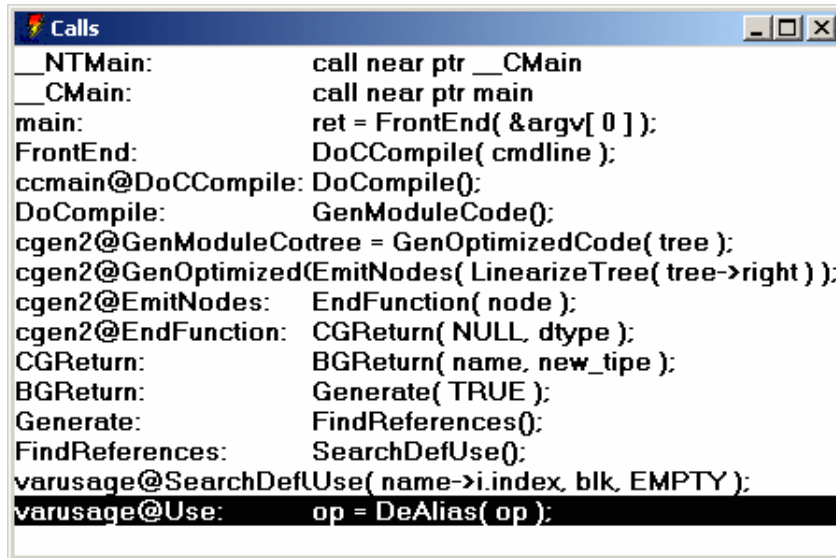 Calls
__NTMain: call near ptr __CMain
__CMain: call near ptr main
main: ret = FrontEnd( &argv[ 0 ] );
FrontEnd: DoCCompile( cmdline );
ccmain@DoCCompile: DoCompile();
DoCompile: GenModuleCode();
cgen2@GenModuleCodtree = GenOptimizedCode( tree );
cgen2@GenOptimized(EmitNodes( LinearizeTree( tree->right ) );
cgen2@EmitNodes: EndFunction( node );
cgen2@EndFunction: CGReturn( NULL, dtype );
CGReturn: BGReturn( name, new_tipe );
BGReturn: Generate( TRUE );
Generate: FindReferences();
FindReferences: SearchDefUse();
varusage@SearchDefUse( name->i.index, blk, EMPTY );
varusage@Use: op = DeAlias( op );